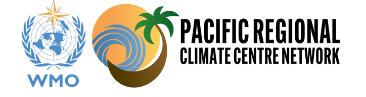 WMO
PACIFIC REGIONAL
CLIMATE CENTRE NETWORK